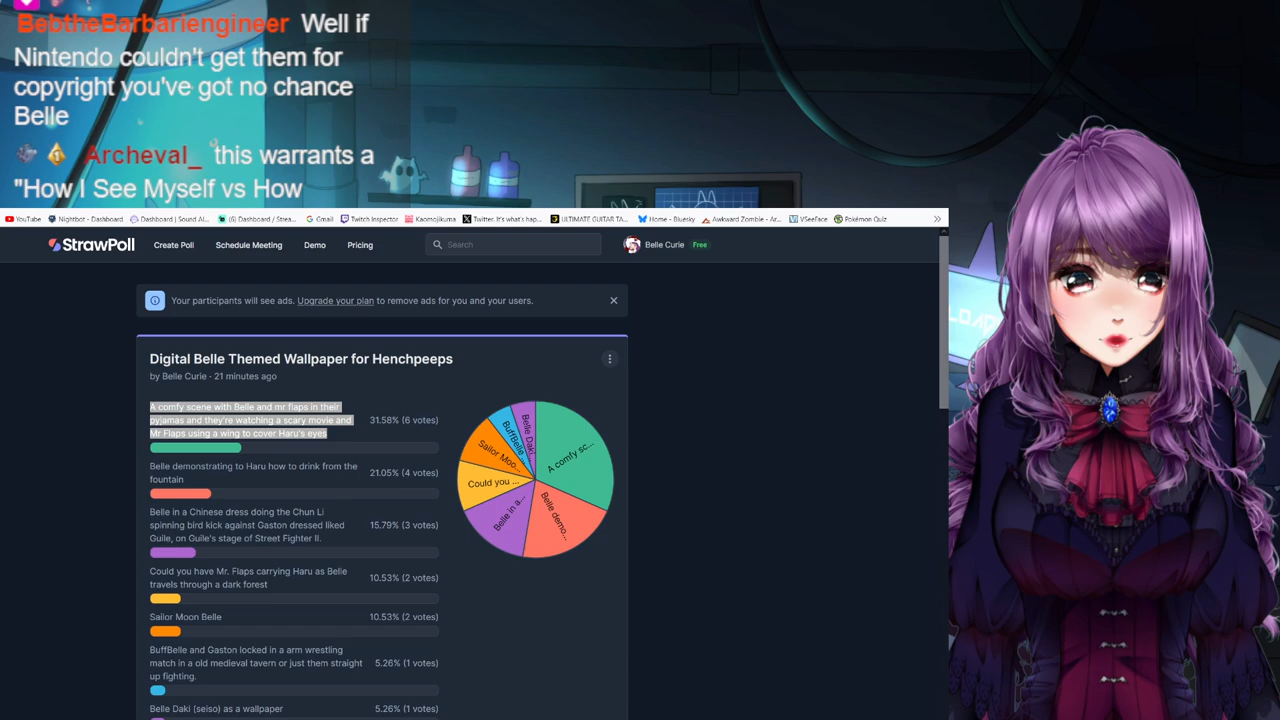 BebtheBarbariengineer Well if
Nintendo couldn't get them for
copyright you've got no chance
Belle
Archeval_ this warrants a
"How I See Myself vs How
YouTube Nightbot - Dashboard Dashboard | Sound Al... (6) Dashboard / Strea... Gmail Twitch Inspector Kaomojikuma Twitter. It's what's hap... ULTIMATE GUITAR TA... Home - Bluesky Awkward Zombie - Ar... VSeeFace Pokémon Quiz
StrawPoll Create Poll Schedule Meeting Demo Pricing Search Belle Curie Free
Your participants will see ads. Upgrade your plan to remove ads for you and your users.
Digital Belle Themed Wallpaper for Henchpeeps
by Belle Curie · 21 minutes ago
A comfy scene with Belle and mr flaps in their
pyjamas and they're watching a scary movie and
Mr Flaps using a wing to cover Haru's eyes
31.58% (6 votes)
Belle demonstrating to Haru how to drink from the
fountain
21.05% (4 votes)
Belle in a Chinese dress doing the Chun Li
spinning bird kick against Gaston dressed liked
Guile, on Guile's stage of Street Fighter II.
15.79% (3 votes)
Could you have Mr. Flaps carrying Haru as Belle
travels through a dark forest
10.53% (2 votes)
Sailor Moon Belle
10.53% (2 votes)
BuffBelle and Gaston locked in a arm wrestling
match in a old medieval tavern or just them straight
up fighting.
5.26% (1 votes)
Belle Daki (seiso) as a wallpaper
5.26% (1 votes)
A comfy sc...
Belle demo...
Belle in a...
Could you ...
Sailor Moo...
BuffBelle ...
Belle Daki...
LOAD